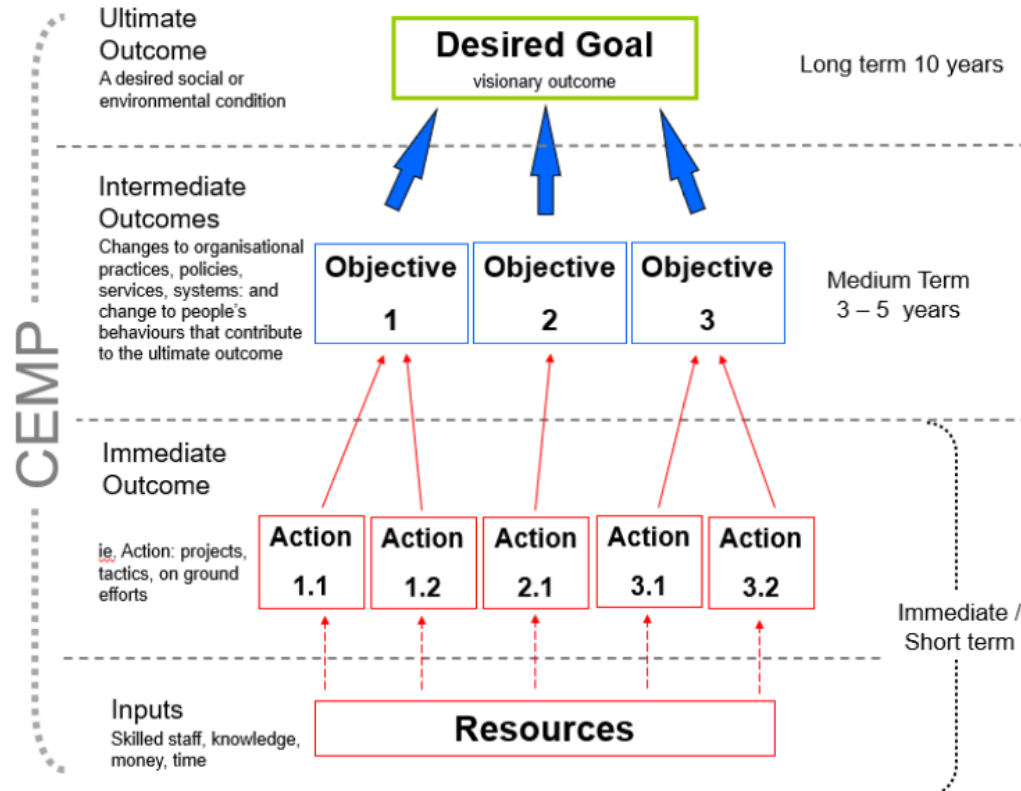 CEMP
Ultimate
Outcome
A desired social or
environmental condition
Desired Goal
visionary outcome
Long term 10 years
Intermediate
Outcomes
Changes to organisational
practices, policies,
services, systems: and
change to people's
behaviours that contribute
to the ultimate outcome
Objective
1
Objective
2
Objective
3
Medium Term
3 – 5 years
Immediate
Outcome
ie, Action: projects,
tactics, on ground
efforts
Action
1.1
Action
1.2
Action
2.1
Action
3.1
Action
3.2
Immediate /
Short term
Inputs
Skilled staff, knowledge,
money, time
Resources